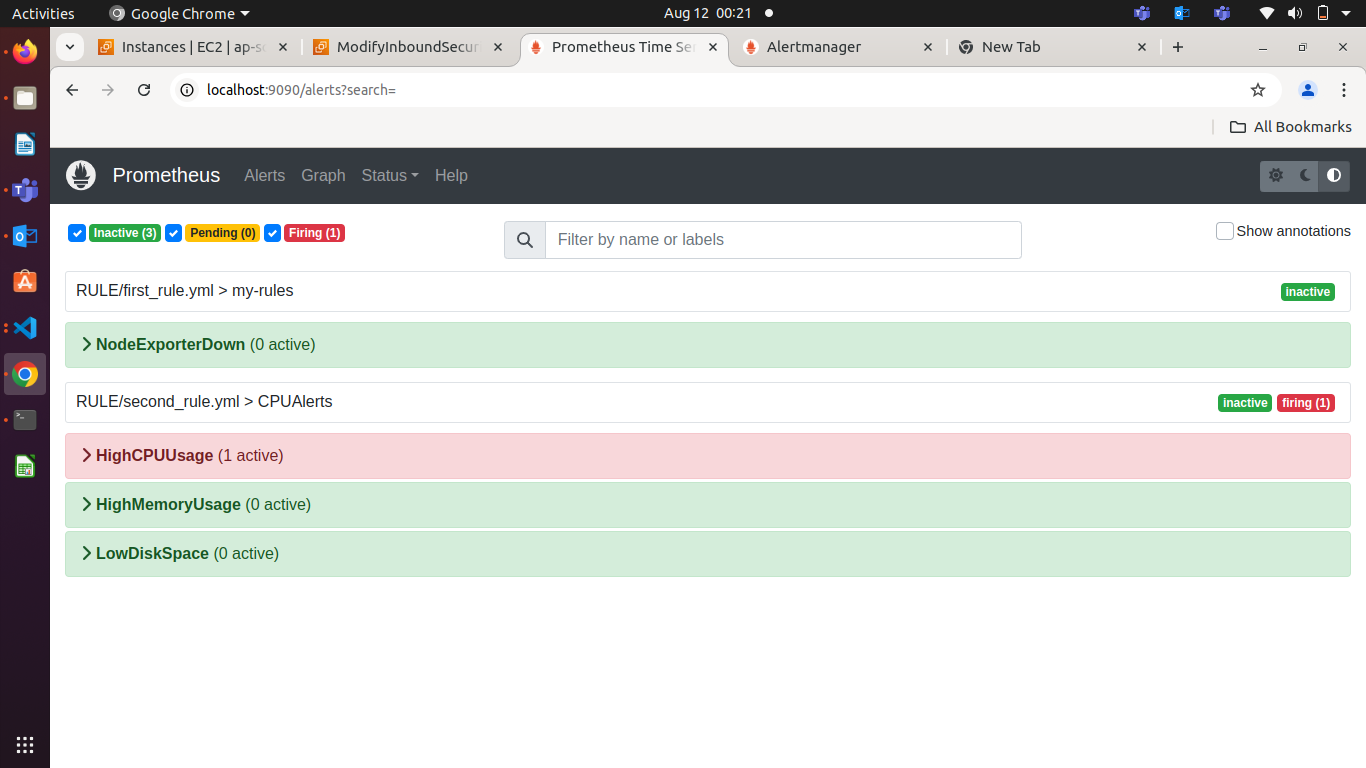 Activities
Google Chrome
Aug 12 00:21
Instances | EC2 | ap-so
ModifyInboundSecur
Prometheus Time Ser
Alertmanager
New Tab
localhost:9090/alerts?search=
All Bookmarks
Prometheus
Alerts
Graph
Status
Help
Inactive (3)
Pending (0)
Firing (1)
Filter by name or labels
Show annotations
RULE/first_rule.yml > my-rules
inactive
NodeExporterDown (0 active)
RULE/second_rule.yml > CPUAlerts
inactive
firing (1)
HighCPUUsage (1 active)
HighMemoryUsage (0 active)
LowDiskSpace (0 active)